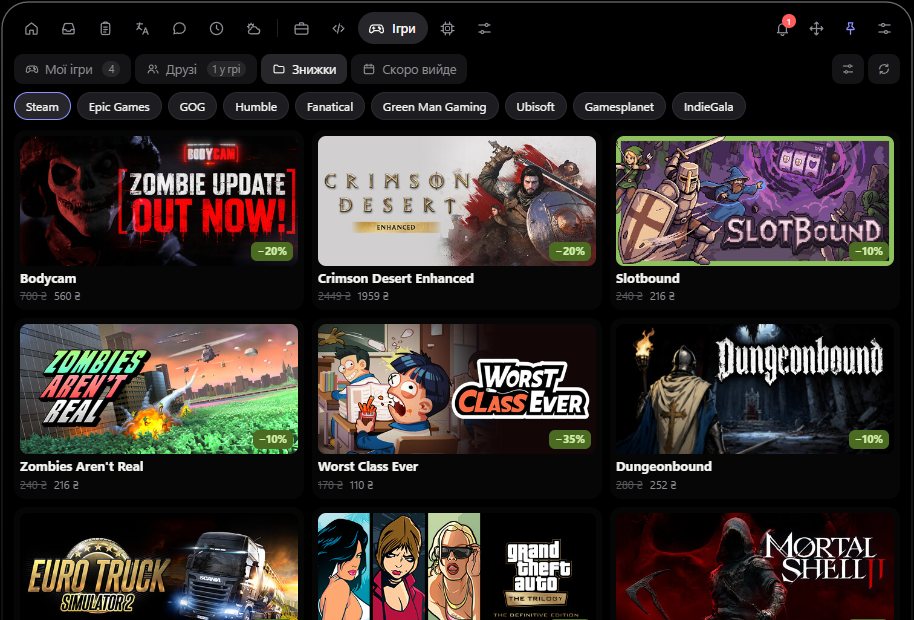 Ігри
1
Мої ігри 4
Друзі 1 у грі
Знижки
Скоро вийде
Steam
Epic Games
GOG
Humble
Fanatical
Green Man Gaming
Ubisoft
Gamesplanet
IndieGala
BODYCAM
ZOMBIE UPDATE
OUT NOW!
−20%
Bodycam
700 ₴ 560 ₴
CRIMSON
DESERT
ENHANCED
−20%
Crimson Desert Enhanced
2449 ₴ 1959 ₴
SLOTBOUND
−10%
Slotbound
240 ₴ 216 ₴
ZOMBIES
AREN'T
REAL
−10%
Zombies Aren't Real
240 ₴ 216 ₴
WORST
CLASS EVER
−35%
Worst Class Ever
170 ₴ 110 ₴
Dungeonbound
−10%
Dungeonbound
280 ₴ 252 ₴
EURO TRUCK
SIMULATOR 2
SCANIA
grand
theft
auto
THE TRILOGY
THE DEFINITIVE EDITION
MORTAL
SHELL II